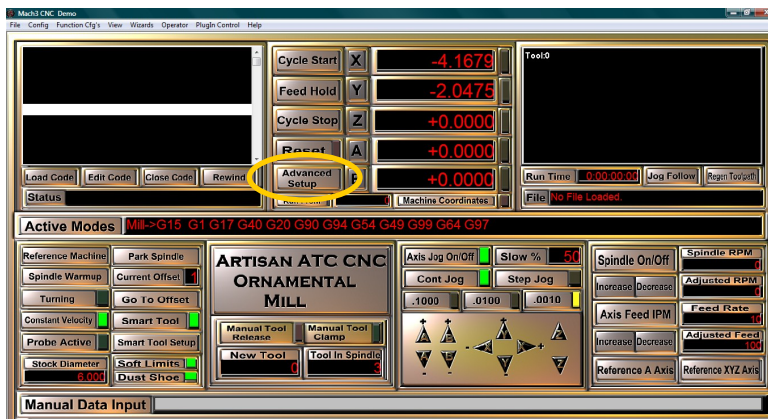 Mach3 CNC Demo
File Config Function Cfg's View Wizards Operator PlugIn Control Help
Cycle Start X -4.1679
Feed Hold Y -2.0475
Cycle Stop Z +0.0000
Reset A +0.0000
Advanced Setup +0.0000
Tool:0
Load Code Edit Code Close Code Rewind
Run From 0 Machine Coordinates
Run Time 0:00:00:00 Jog Follow Regen Toolpath
Status
File No File Loaded.
Active Modes Mill->G15 G1 G17 G40 G20 G90 G94 G54 G49 G99 G64 G97
Reference Machine Park Spindle
Spindle Warmup Current Offset 1
Turning Go To Offset
Constant Velocity Smart Tool
Probe Active Smart Tool Setup
Stock Diameter 6.000 Soft Limits
Dust Shoe
ARTISAN ATC CNC
ORNAMENTAL
MILL
Manual Tool Release Manual Tool Clamp
New Tool 0 Tool In Spindle 3
Axis Jog On/Off Slow % 50
Cont Jog Step Jog
.1000 .0100 .0010
Spindle On/Off Spindle RPM 0
Increase Decrease Adjusted RPM 0
Axis Feed IPM Feed Rate 10
Increase Decrease Adjusted Feed 100
Reference A Axis Reference XYZ Axis
Manual Data Input